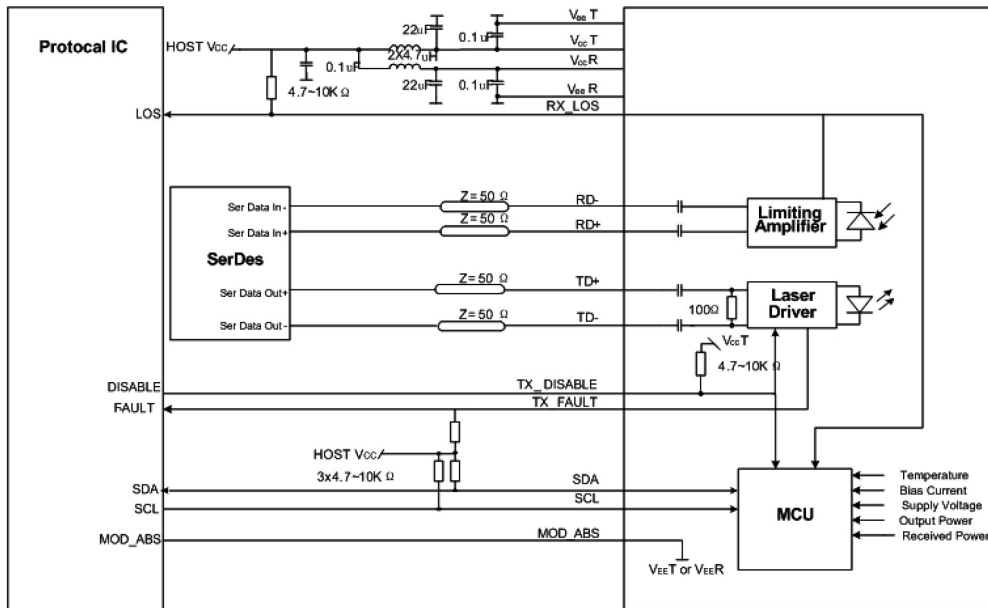 VeeT
22uF
Protocal IC
HOST Vcc
0.1uF
VccT
2X4.7uH
VccR
0.1uF
22uF
0.1uF
4.7~10K Ω
VeeR
LOS
RX_LOS
Z= 50 Ω
RD-
Ser Data In-
Z= 50 Ω
Limiting
Amplifier
Ser Data In+
RD+
SerDes
Z= 50 Ω
TD+
Laser
Driver
Ser Data Out+
100Ω
Z= 50 Ω
TD-
Ser Data Out-
VccT
4.7~10K Ω
DISABLE
TX_DISABLE
FAULT
TX_FAULT
HOST Vcc
3x4.7~10K Ω
SDA
SDA
SCL
SCL
MCU
Temperature
Bias Current
Supply Voltage
Output Power
Received Power
MOD_ABS
MOD_ABS
VEET or VEER